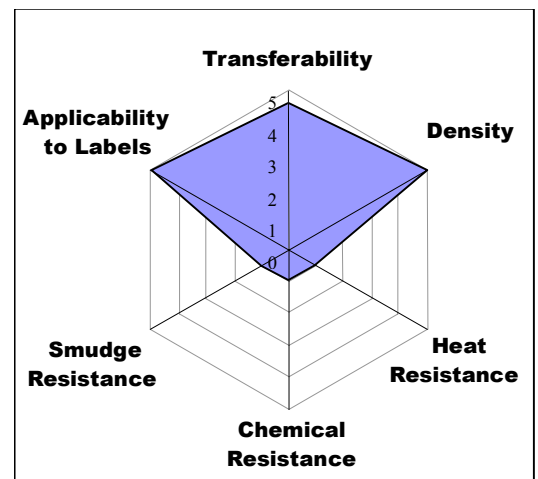 Transferability
5
Applicability
to Labels
Density
4
3
2
1
0
Smudge
Resistance
Heat
Resistance
Chemical
Resistance